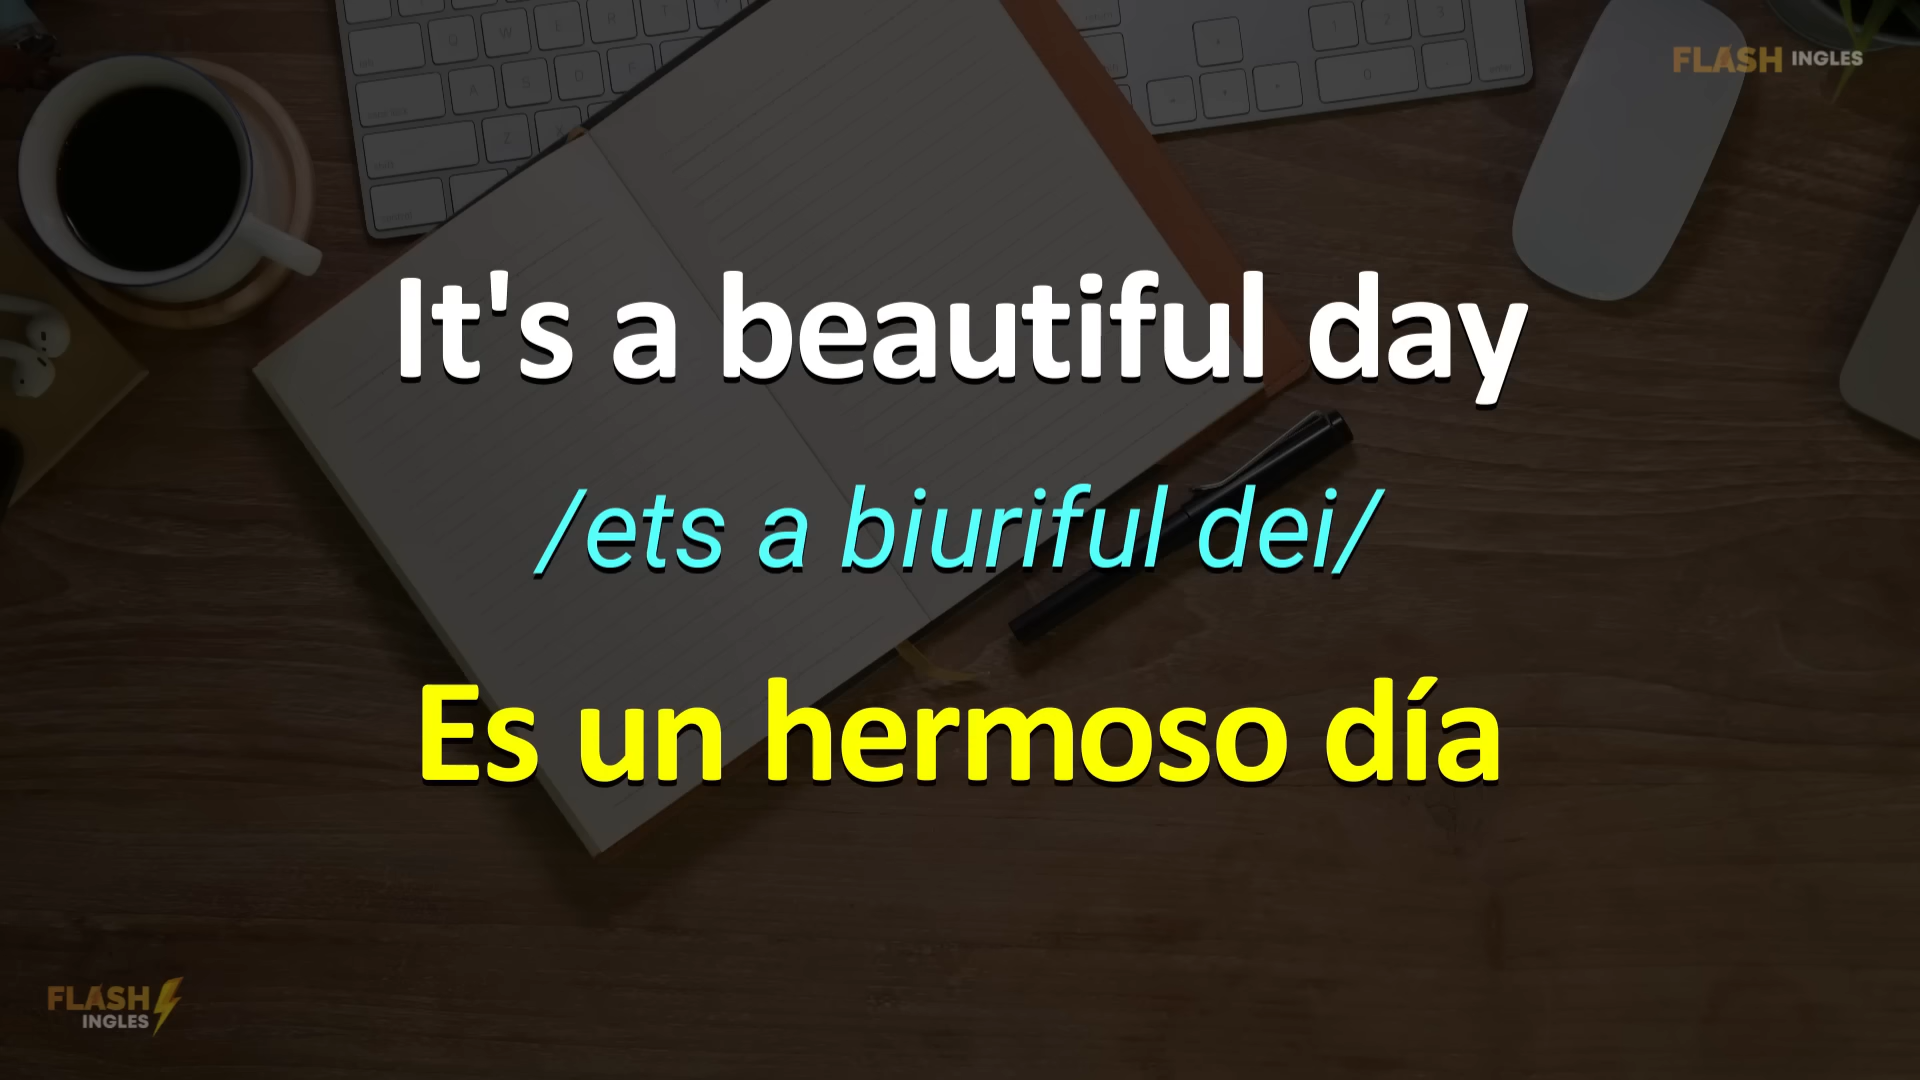 FLASH INGLES
It's a beautiful day
/ets a biuriful dei/
Es un hermoso día
FLASH
INGLES